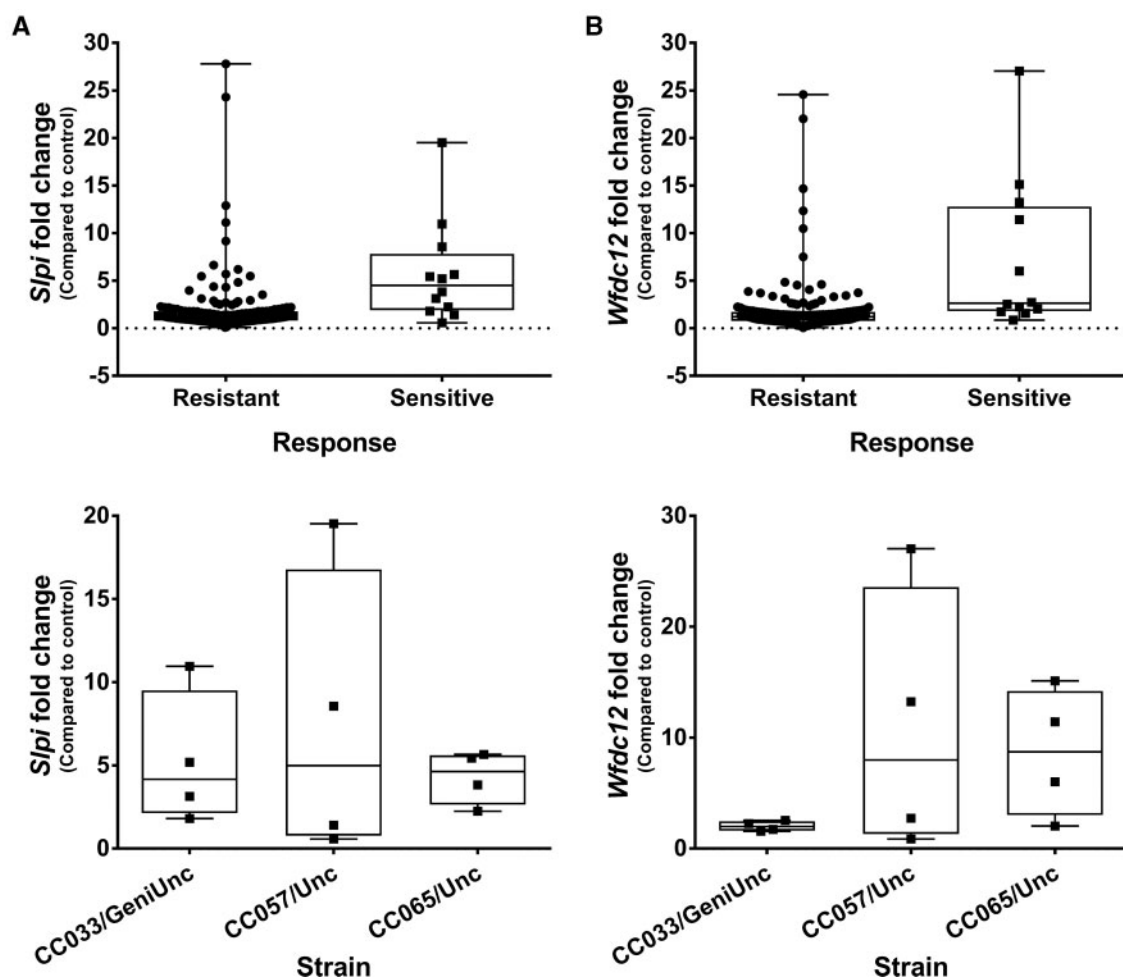 A
Slpi fold change
(Compared to control)
30
25
20
15
10
5
0
-5
Resistant
Sensitive
Response
B
Wfdc12 fold change
(Compared to control)
30
25
20
15
10
5
0
-5
Resistant
Sensitive
Response
Slpi fold change
(Compared to control)
20
15
10
5
0
CC033/GeniUnc
CC057/Unc
CC065/Unc
Strain
Wfdc12 fold change
(Compared to control)
30
20
10
0
CC033/GeniUnc
CC057/Unc
CC065/Unc
Strain